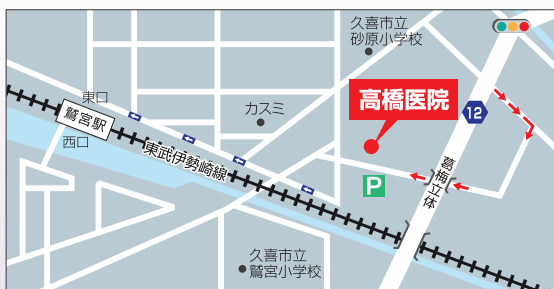 久喜市立
砂原小学校
高橋医院
12
カスミ
東口
鷲宮駅
西口
東武伊勢崎線
P
葛梅立体
久喜市立
鷲宮小学校